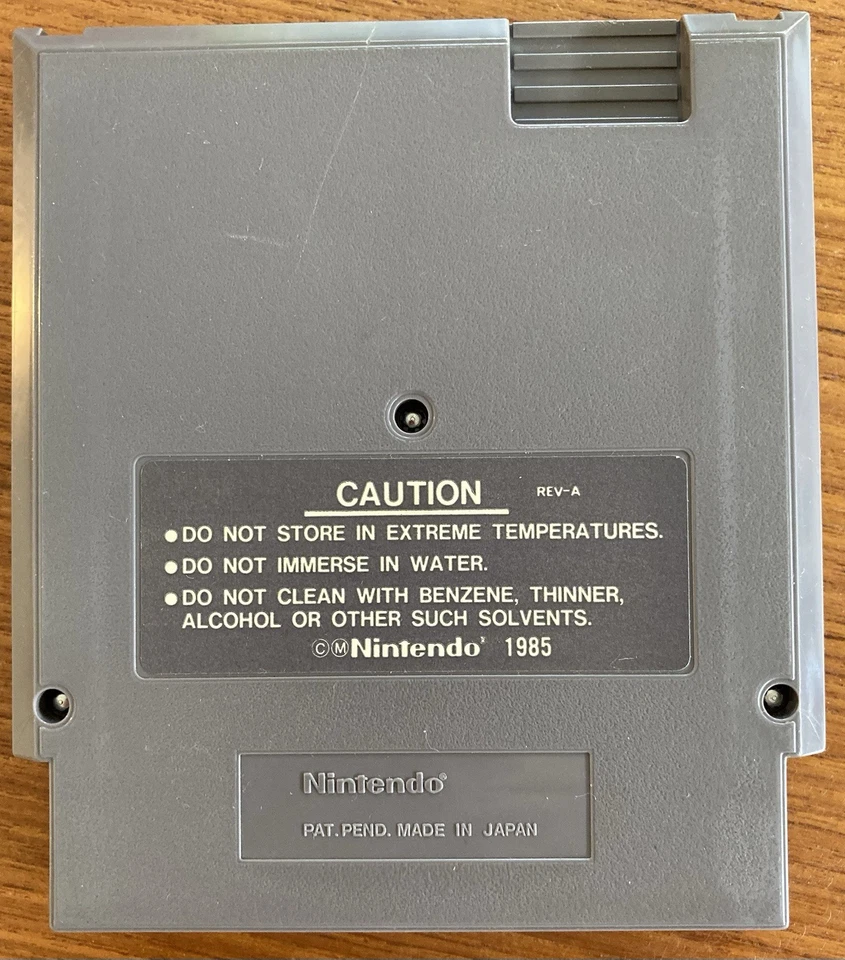 CAUTION REV-A
●DO NOT STORE IN EXTREME TEMPERATURES.
●DO NOT IMMERSE IN WATER.
●DO NOT CLEAN WITH BENZENE, THINNER,
ALCOHOL OR OTHER SUCH SOLVENTS.
ⒸⓂNintendo 1985
Nintendo®
PAT. PEND. MADE IN JAPAN